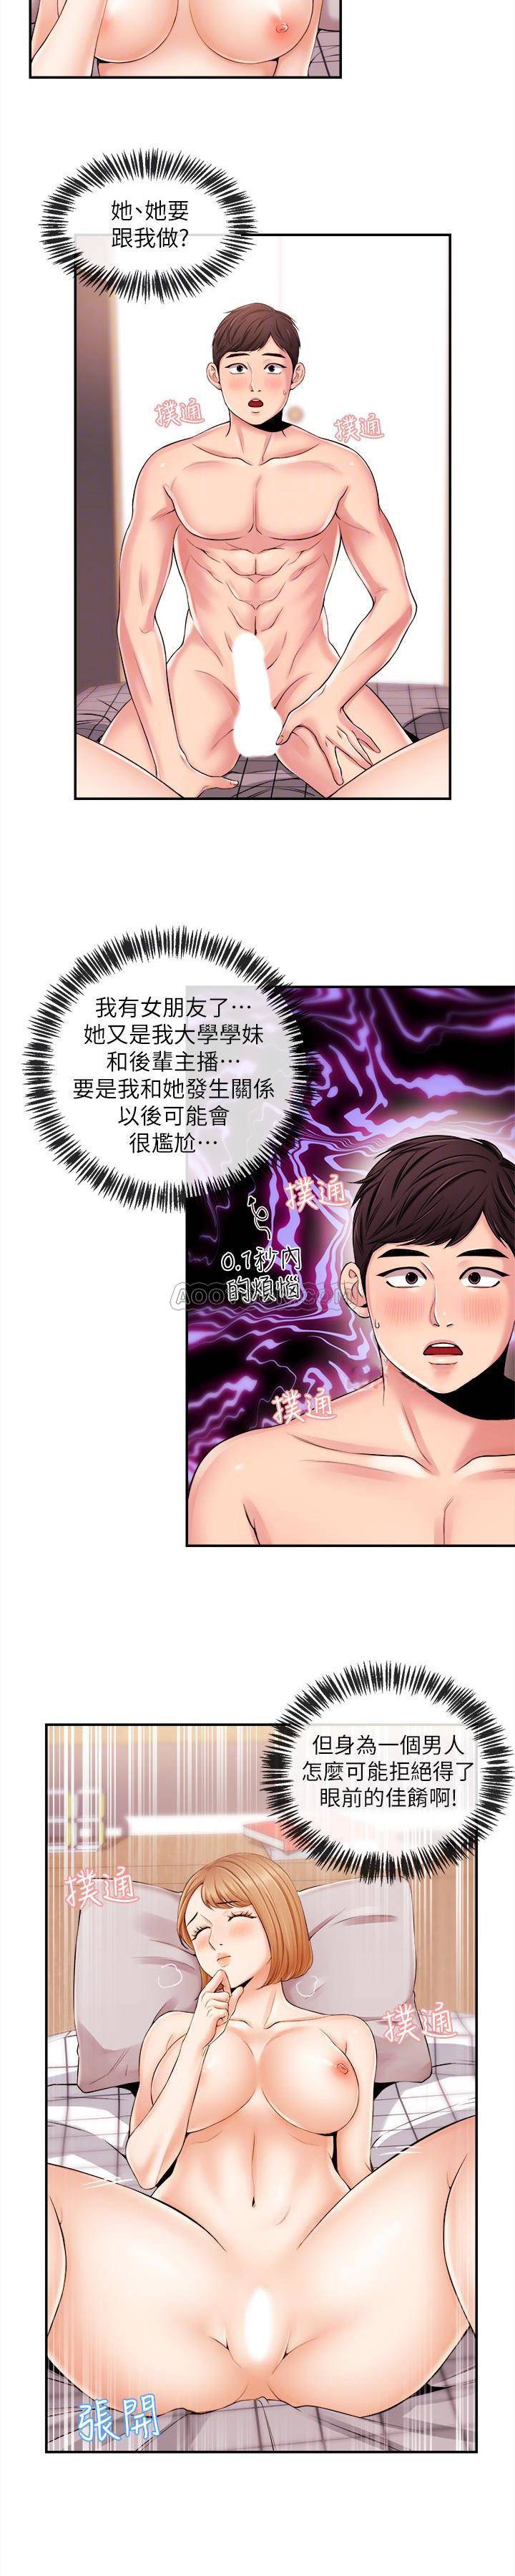 她、她要
跟我做?
撲通
撲通
我有女朋友了⋯
她又是我大學學妹
和後輩主播⋯
要是我和她發生關係
以後可能會
很尷尬⋯
撲通
0.1秒內
的煩惱
撲通
但身為一個男人
怎麼可能拒絕得了
眼前的佳餚啊!
撲通
撲通
張開